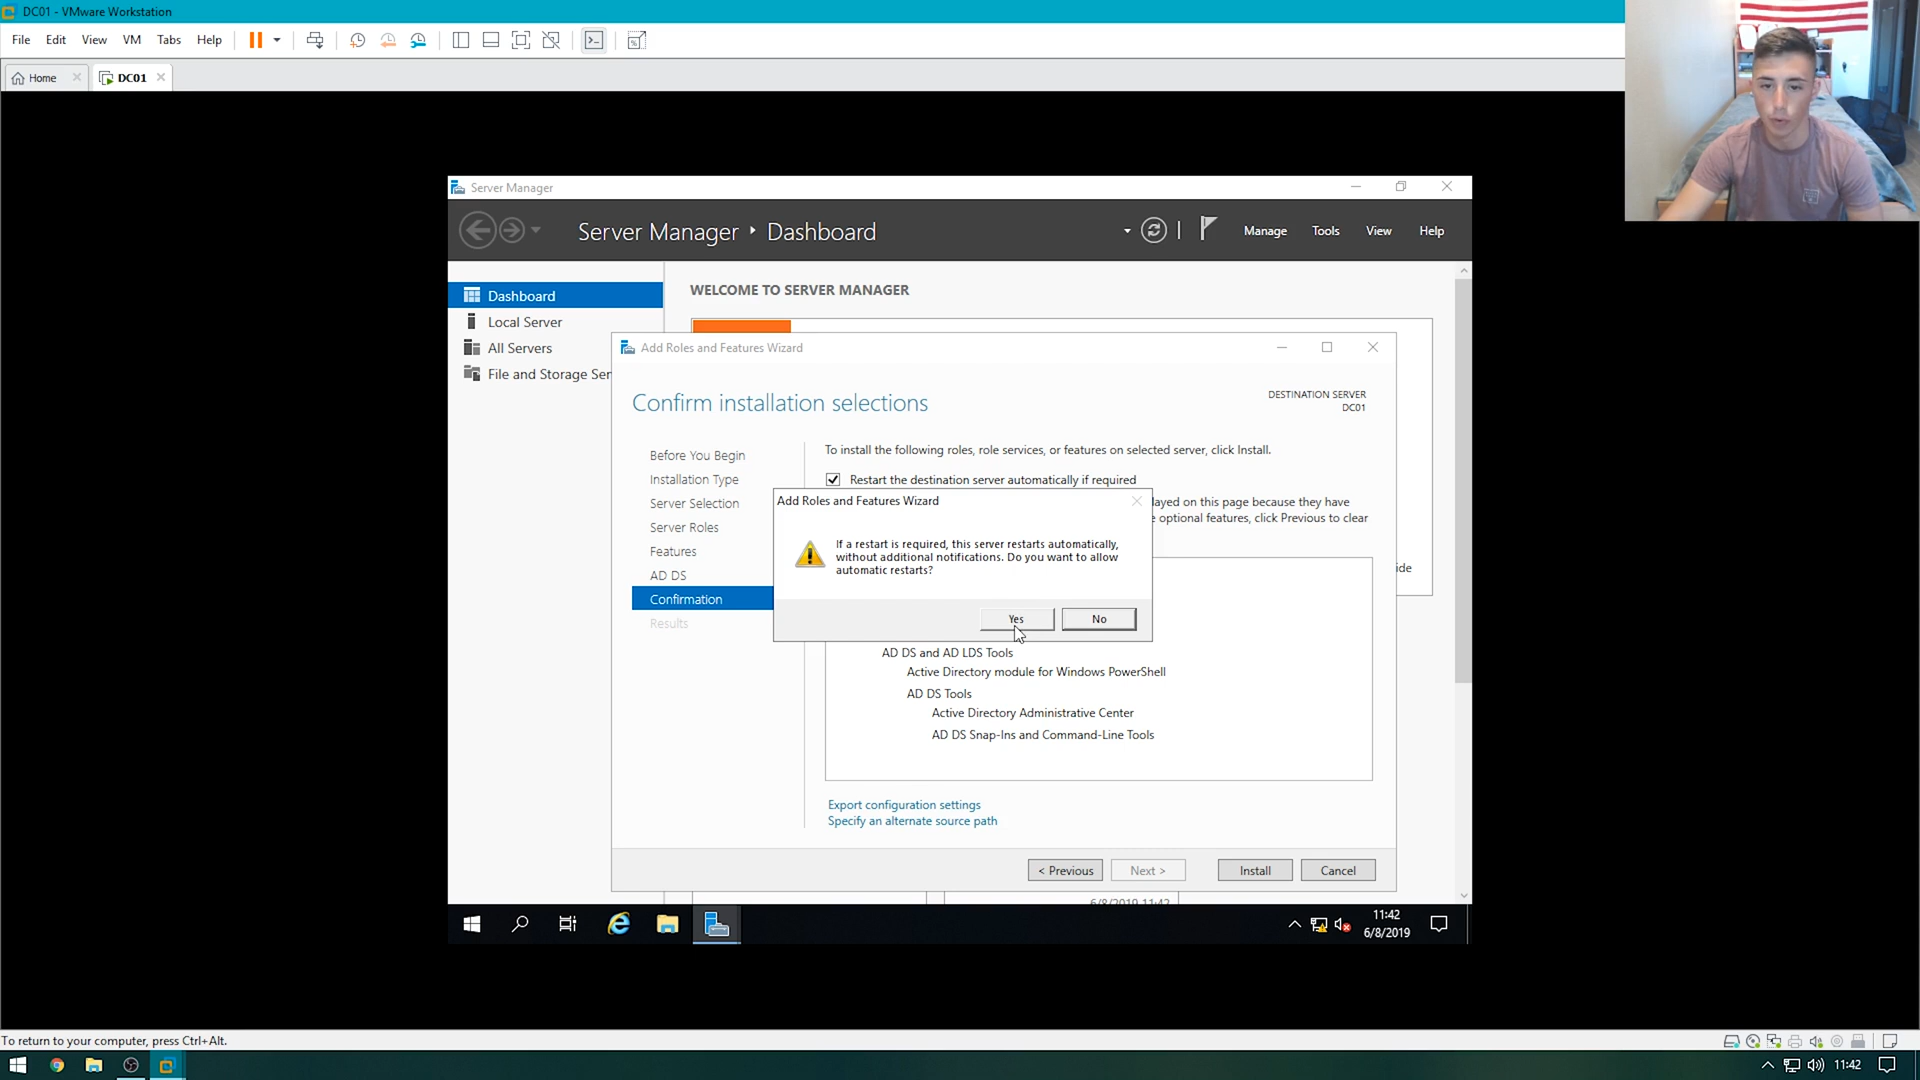 DC01 - VMware Workstation
File Edit View VM Tabs Help
Home DC01
Server Manager
Server Manager Dashboard
Manage Tools View Help
Dashboard
Local Server
All Servers
File and Storage Ser
WELCOME TO SERVER MANAGER
Add Roles and Features Wizard
Confirm installation selections
DESTINATION SERVER
DC01
Before You Begin
Installation Type
Server Selection
Server Roles
Features
AD DS
Confirmation
Results
To install the following roles, role services, or features on selected server, click Install.
Restart the destination server automatically if required
layed on this page because they have
e optional features, click Previous to clear
Add Roles and Features Wizard
If a restart is required, this server restarts automatically,
without additional notifications. Do you want to allow
automatic restarts?
Yes No
ide
AD DS and AD LDS Tools
Active Directory module for Windows PowerShell
AD DS Tools
Active Directory Administrative Center
AD DS Snap-Ins and Command-Line Tools
Export configuration settings
Specify an alternate source path
< Previous Next > Install Cancel
6/8/2019 11:42
11:42
6/8/2019
To return to your computer, press Ctrl+Alt.
11:42